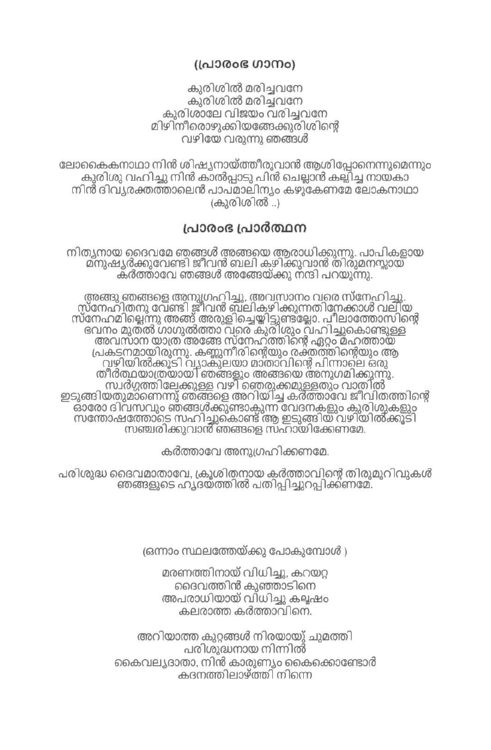 (പ്രാരംഭ ഗാനം)
കുരിശിൽ മരിച്ചവനേ
കുരിശിൽ മരിച്ചവനേ
കുരിശാലേ വിജയം വരിച്ചവനേ
മിഴിനീരൊഴുക്കിയങ്ങേക്കുരിശിന്റെ
വഴിയേ വരുന്നു ഞങ്ങൾ
ലോകൈകനാഥാ നിൻ ശിഷ്യനായ്ത്തീരുവാൻ ആശിപ്പോനെന്നുമെന്നും
കുരിശു വഹിച്ചു നിൻ കാൽപ്പാടു പിൻ ചെല്ലാൻ കല്പിച്ച നായകാ
നിൻ ദിവ്യരക്തത്താലെൻ പാപമാലിന്യം കഴുകേണമേ ലോകനാഥാ
(കുരിശിൽ ..)
പ്രാരംഭ പ്രാർത്ഥന
നിത്യനായ ദൈവമേ ഞങ്ങൾ അങ്ങയെ ആരാധിക്കുന്നു. പാപികളായ
മനുഷ്യർക്കുവേണ്ടി ജീവൻ ബലി കഴിക്കുവാൻ തിരുമനസ്സായ
കർത്താവേ ഞങ്ങൾ അങ്ങേയ്ക്കു നന്ദി പറയുന്നു.
അങ്ങു ഞങ്ങളെ അനുഗ്രഹിച്ചു, അവസാനം വരെ സ്നേഹിച്ചു.
സ്നേഹിതനു വേണ്ടി ജീവൻ ബലികഴിക്കുന്നതിനേക്കാൾ വലിയ
സ്നേഹമില്ലെന്നു അങ്ങ് അരുളിച്ചെയ്തിട്ടുണ്ടല്ലോ. പീലാത്തോസിന്റെ
ഭവനം മുതൽ ഗാഗുൽത്താ വരെ കുരിശും വഹിച്ചുകൊണ്ടുള്ള
അവസാന യാത്ര അങ്ങേ സ്നേഹത്തിന്റെ ഏറ്റം മഹത്തായ
പ്രകടനമായിരുന്നു. കണ്ണുനീരിന്റെയും രക്തത്തിന്റെയും ആ
വഴിയിൽക്കൂടി വ്യാകുലയാ മാതാവിന്റെ പിന്നാലെ ഒരു
തീർത്ഥയാത്രയായി ഞങ്ങളും അങ്ങയെ അനുഗമിക്കുന്നു.
സ്വർഗ്ഗത്തിലേക്കുള്ള വഴി ഞെരുക്കമുള്ളതും വാതിൽ
ഇടുങ്ങിയതുമാണെന്നു ഞങ്ങളെ അറിയിച്ച കർത്താവേ ജീവിതത്തിന്റെ
ഓരോ ദിവസവും ഞങ്ങൾക്കുണ്ടാകുന്ന വേദനകളും കുരിശുകളും
സന്തോഷത്തോടെ സഹിച്ചുകൊണ്ട് ആ ഇടുങ്ങിയ വഴിയിൽക്കൂടി
സഞ്ചരിക്കുവാൻ ഞങ്ങളെ സഹായിക്കേണമേ.
കർത്താവേ അനുഗ്രഹിക്കണമേ.
പരിശുദ്ധ ദൈവമാതാവേ, ക്രൂശിതനായ കർത്താവിന്റെ തിരുമുറിവുകൾ
ഞങ്ങളുടെ ഹൃദയത്തിൽ പതിപ്പിച്ചുറപ്പിക്കണമേ.
(ഒന്നാം സ്ഥലത്തേയ്ക്കു പോകുമ്പോൾ )
മരണത്തിനായ് വിധിച്ചു, കറയറ്റ
ദൈവത്തിൻ കുഞ്ഞാടിനെ
അപരാധിയായ് വിധിച്ചു കല്മഷം
കലരാത്ത കർത്താവിനെ.
അറിയാത്ത കുറ്റങ്ങൾ നിരയായ് ചുമത്തി
പരിശുദ്ധനായ നിന്നിൽ
കൈവല്യദാതാ, നിൻ കാരുണ്യം കൈക്കൊണ്ടോർ
കദനത്തിലാഴ്ത്തി നിന്നെ